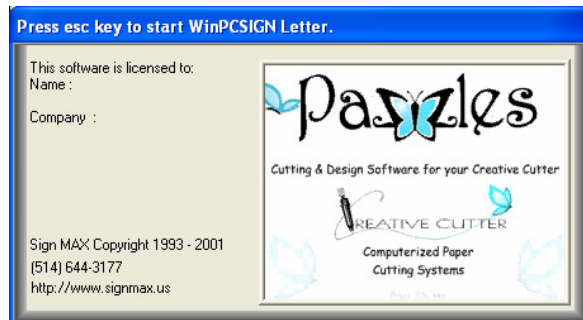 Press esc key to start WinPCSIGN Letter.
This software is licensed to:
Name :
Company :
Sign MAX Copyright 1993 - 2001
(514) 644-3177
http://www.signmax.us
Pazzles
Cutting & Design Software for your Creative Cutter
CREATIVE CUTTER
Computerized Paper
Cutting Systems